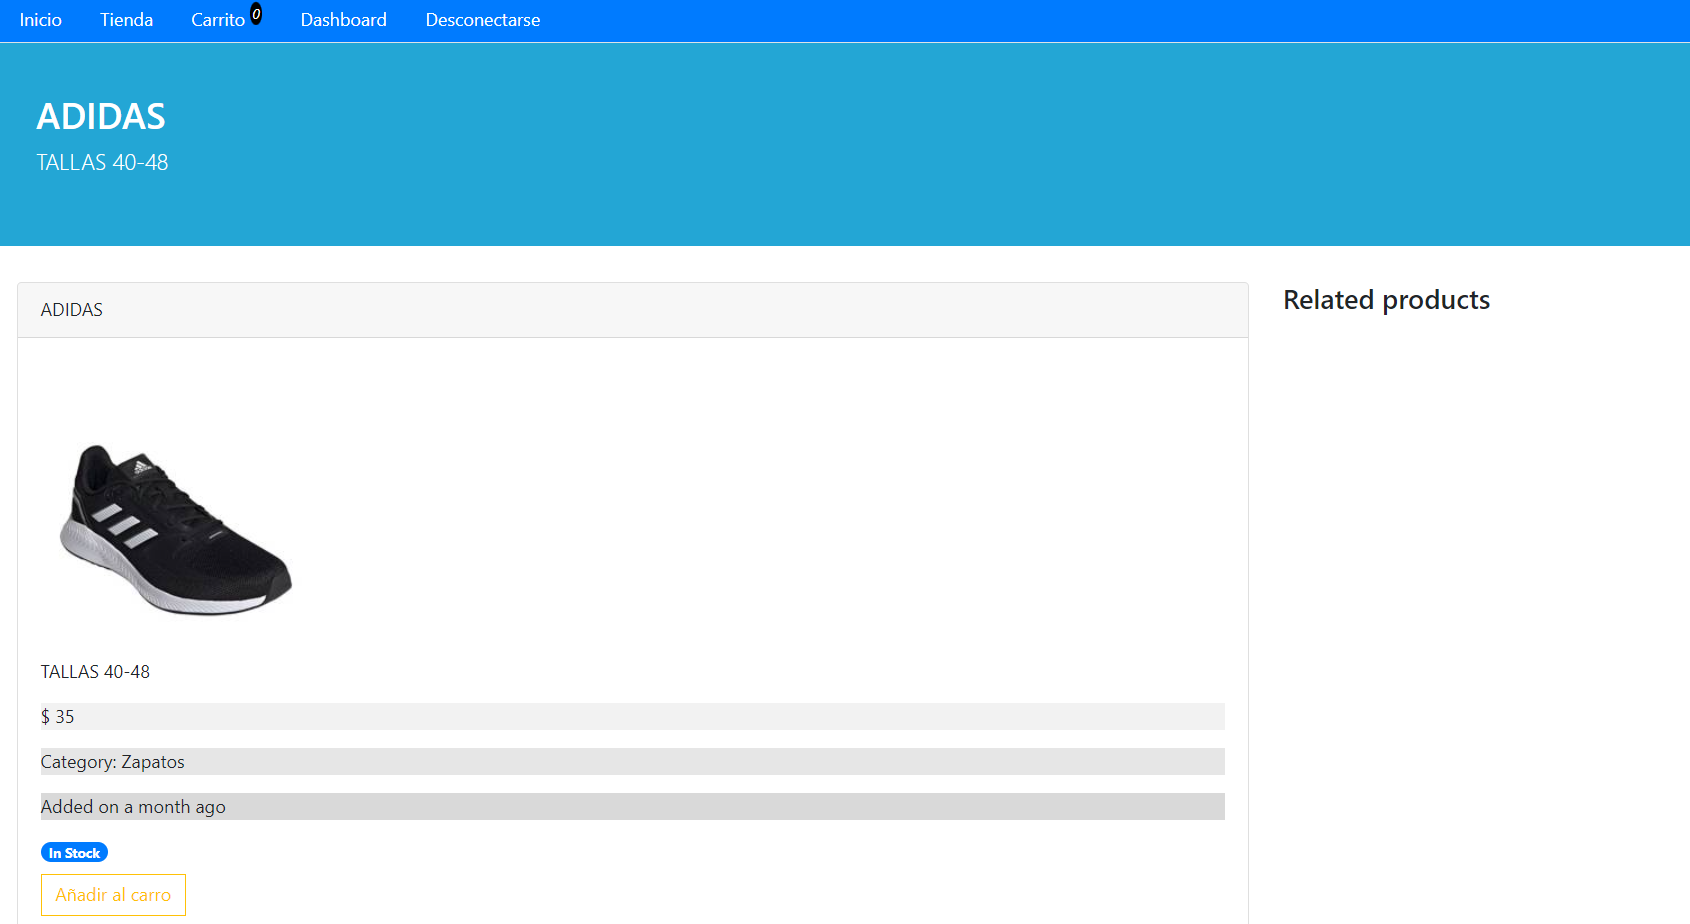 Inicio Tienda Carrito 0 Dashboard Desconectarse
ADIDAS
TALLAS 40-48
ADIDAS
Related products
TALLAS 40-48
$ 35
Category: Zapatos
Added on a month ago
In Stock
Añadir al carro